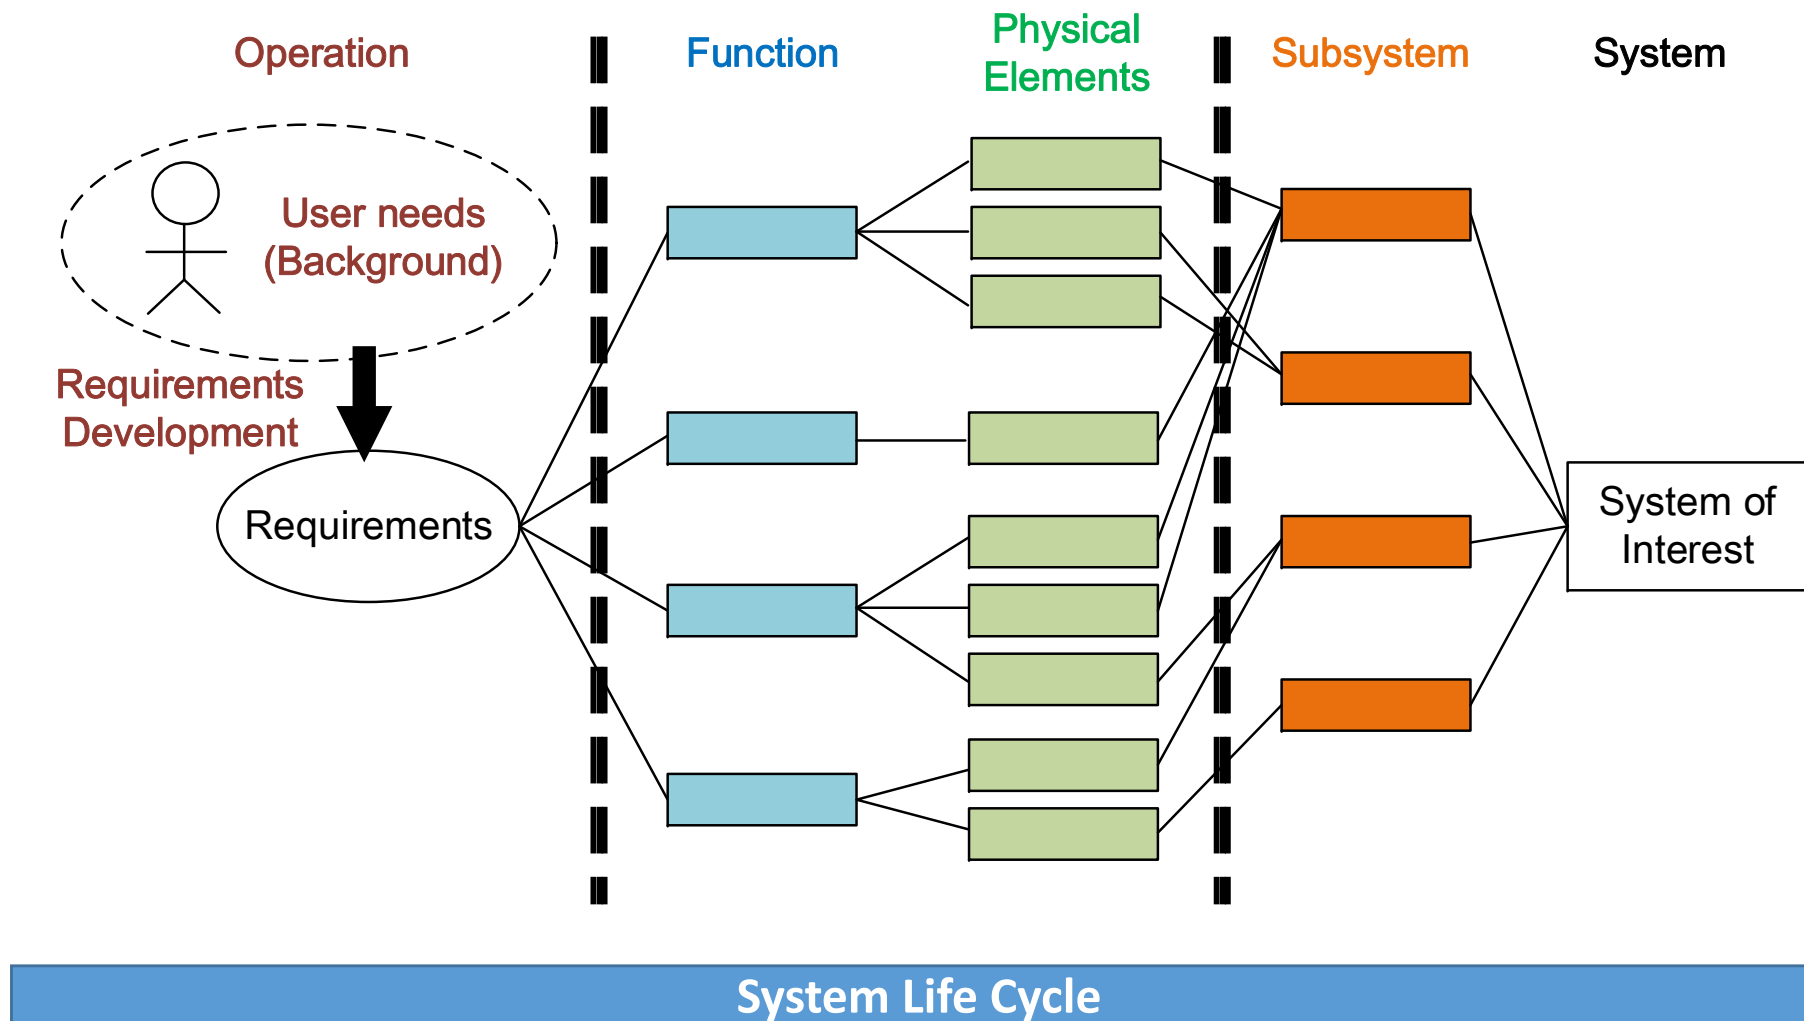 Operation
Function
Physical
Elements
Subsystem
System
User needs
(Background)
Requirements
Development
Requirements
System of
Interest
System Life Cycle